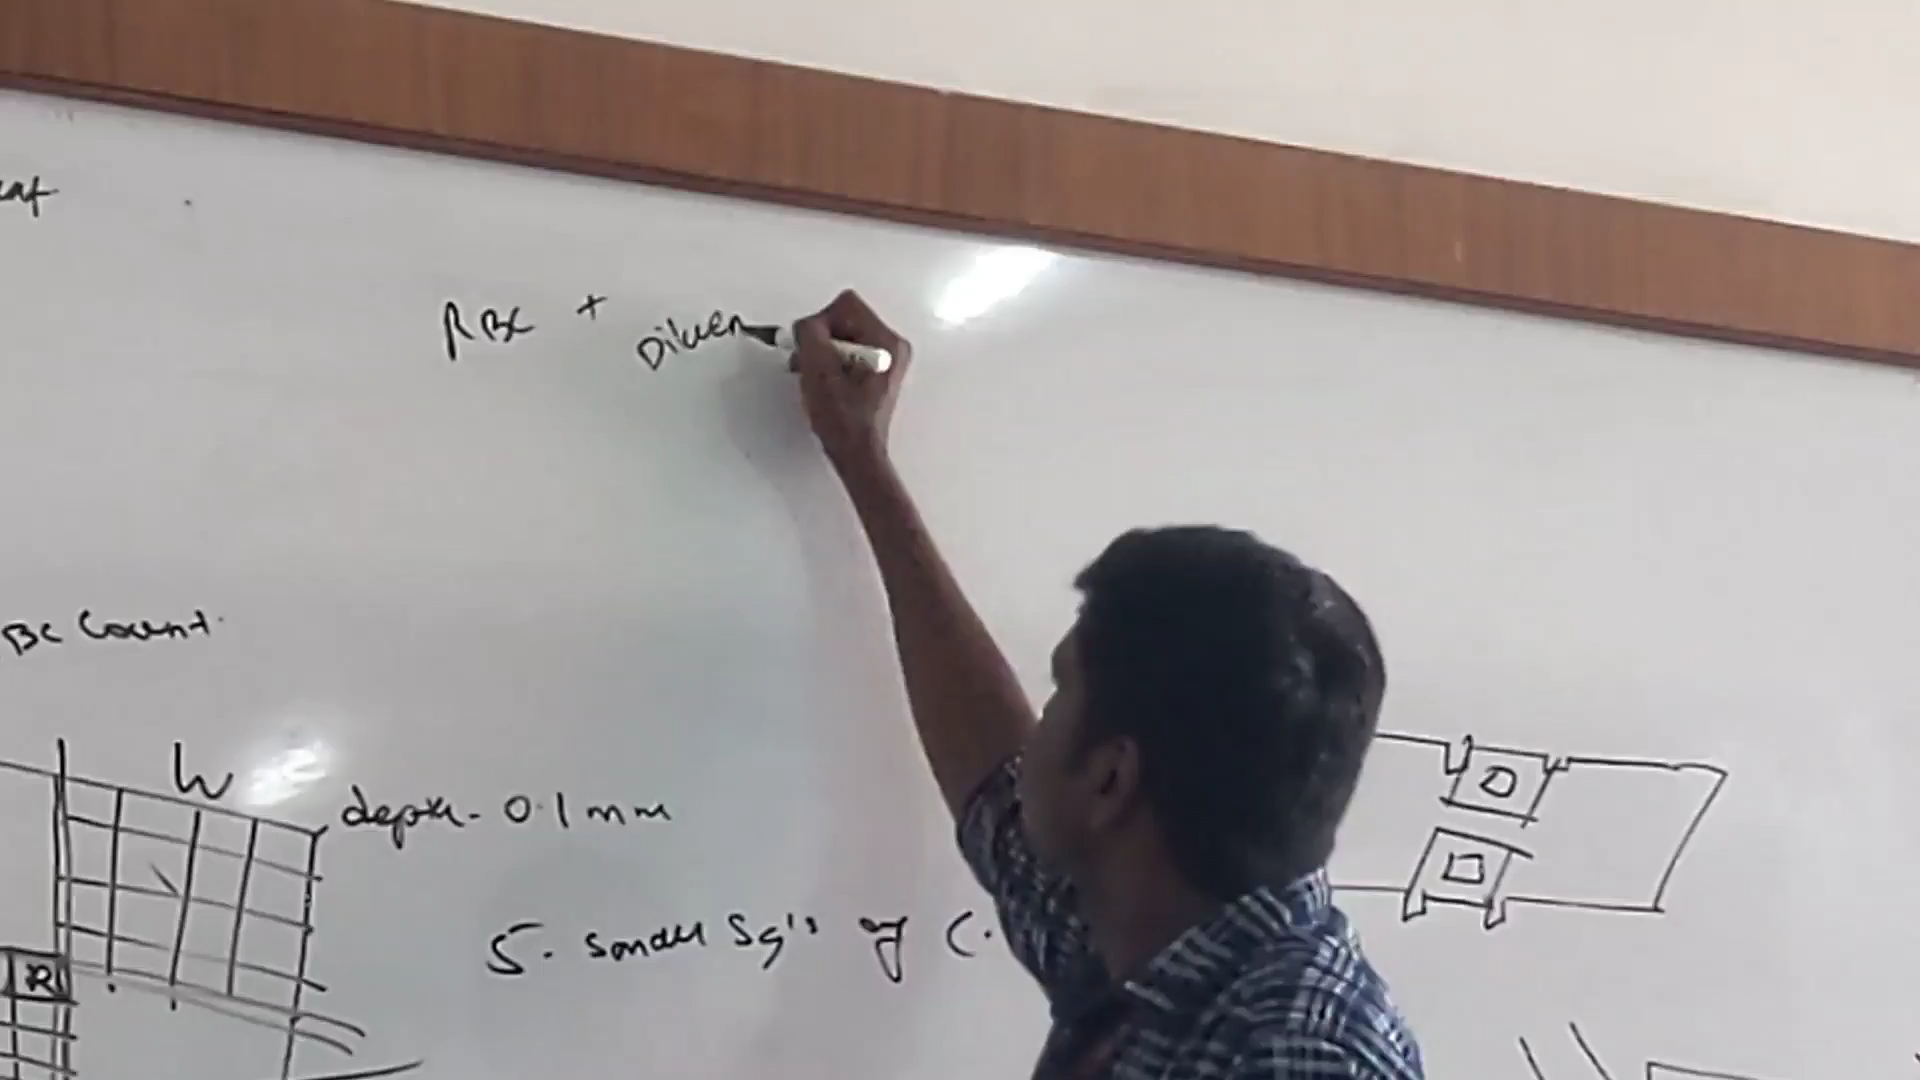 RBC + Diluen
BC Count.
W
depth - 0.1 mm
5. Smaller Sq's of C.
R